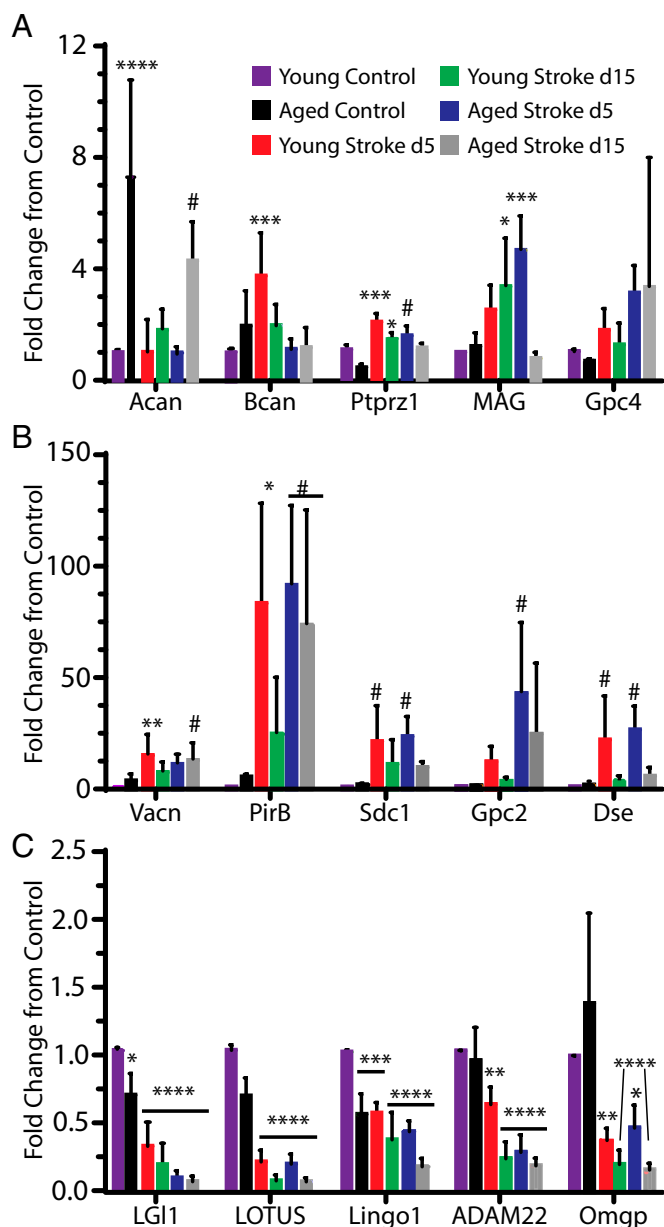 A
Fold Change from Control
12
8
4
0
Young Control
Aged Control
Young Stroke d5
Young Stroke d15
Aged Stroke d5
Aged Stroke d15
****
#
***
***
*
#
*
***
Acan Bcan Ptprz1 MAG Gpc4
B
Fold Change from Control
150
100
50
0
**
#
*
#
#
#
#
#
#
Vacn PirB Sdc1 Gpc2 Dse
C
Fold Change from Control
2.5
2.0
1.5
1.0
0.5
0.0
*
****
****
***
****
**
****
**
****
*
LGI1 LOTUS Lingo1 ADAM22 Omgp